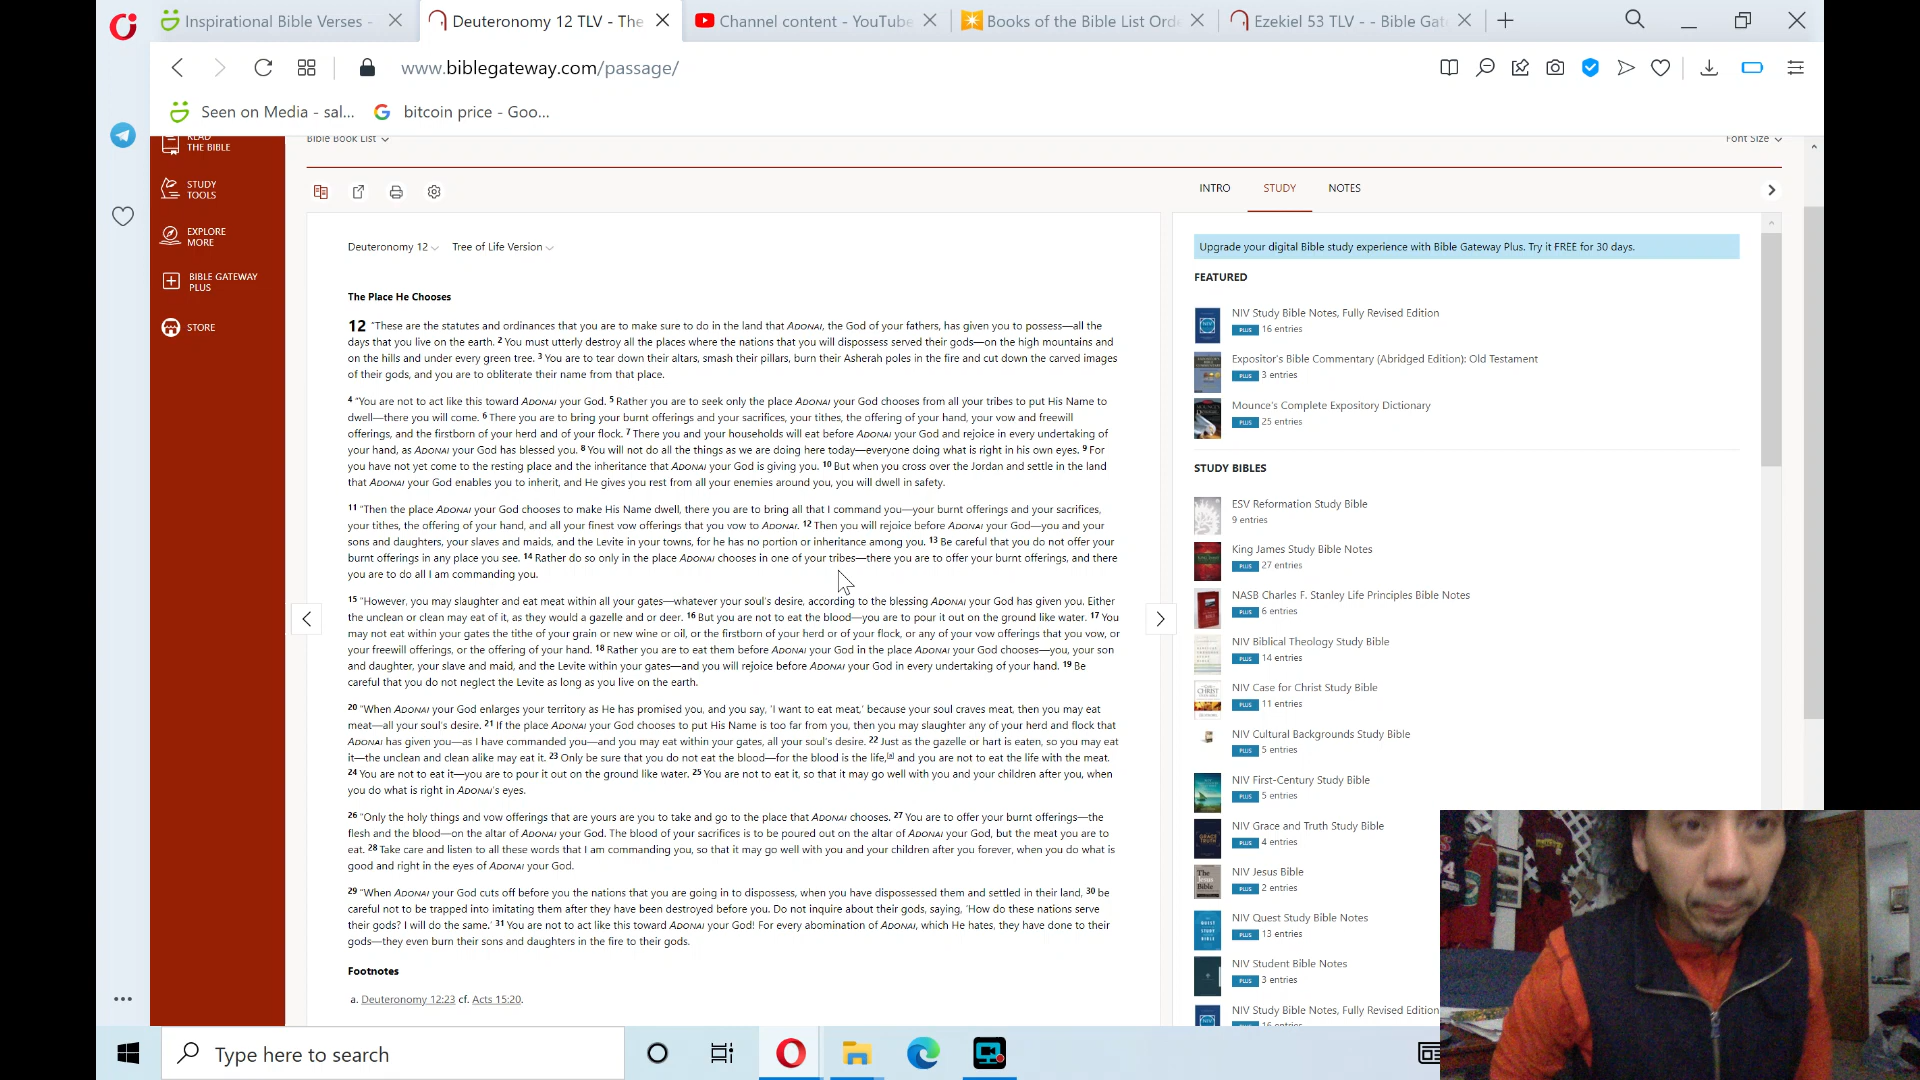 Inspirational Bible Verses -
Deuteronomy 12 TLV - The
Channel content - YouTube
Books of the Bible List Orde
Ezekiel 53 TLV - - Bible Gat
www.biblegateway.com/passage/
Seen on Media - sal...
bitcoin price - Goo...
READ
THE BIBLE
STUDY
TOOLS
EXPLORE
MORE
BIBLE GATEWAY
PLUS
STORE
Bible Book List
Font Size
Deuteronomy 12
Tree of Life Version
The Place He Chooses
12 "These are the statutes and ordinances that you are to make sure to do in the land that ADONAI, the God of your fathers, has given you to possess—all the
days that you live on the earth. 2 You must utterly destroy all the places where the nations that you will dispossess served their gods—on the high mountains and
on the hills and under every green tree. 3 You are to tear down their altars, smash their pillars, burn their Asherah poles in the fire and cut down the carved images
of their gods, and you are to obliterate their name from that place.
4 "You are not to act like this toward ADONAI your God. 5 Rather you are to seek only the place ADONAI your God chooses from all your tribes to put His Name to
dwell—there you will come. 6 There you are to bring your burnt offerings and your sacrifices, your tithes, the offering of your hand, your vow and freewill
offerings, and the firstborn of your herd and of your flock. 7 There you and your households will eat before ADONAI your God and rejoice in every undertaking of
your hand, as ADONAI your God has blessed you. 8 You will not do all the things as we are doing here today—everyone doing what is right in his own eyes. 9 For
you have not yet come to the resting place and the inheritance that ADONAI your God is giving you. 10 But when you cross over the Jordan and settle in the land
that ADONAI your God enables you to inherit, and He gives you rest from all your enemies around you, you will dwell in safety.
11 "Then the place ADONAI your God chooses to make His Name dwell, there you are to bring all that I command you—your burnt offerings and your sacrifices,
your tithes, the offering of your hand, and all your finest vow offerings that you vow to ADONAI. 12 Then you will rejoice before ADONAI your God—you and your
sons and daughters, your slaves and maids, and the Levite in your towns, for he has no portion or inheritance among you. 13 Be careful that you do not offer your
burnt offerings in any place you see. 14 Rather do so only in the place ADONAI chooses in one of your tribes—there you are to offer your burnt offerings, and there
you are to do all I am commanding you.
15 "However, you may slaughter and eat meat within all your gates—whatever your soul's desire, according to the blessing ADONAI your God has given you. Either
the unclean or clean may eat of it, as they would a gazelle and or deer. 16 But you are not to eat the blood—you are to pour it out on the ground like water. 17 You
may not eat within your gates the tithe of your grain or new wine or oil, or the firstborn of your herd or of your flock, or any of your vow offerings that you vow, or
your freewill offerings, or the offering of your hand. 18 Rather you are to eat them before ADONAI your God in the place ADONAI your God chooses—you, your son
and daughter, your slave and maid, and the Levite within your gates—and you will rejoice before ADONAI your God in every undertaking of your hand. 19 Be
careful that you do not neglect the Levite as long as you live on the earth.
20 "When ADONAI your God enlarges your territory as He has promised you, and you say, 'I want to eat meat,' because your soul craves meat, then you may eat
meat—all your soul's desire. 21 If the place ADONAI your God chooses to put His Name is too far from you, then you may slaughter any of your herd and flock that
ADONAI has given you—as I have commanded you—and you may eat within your gates, all your soul's desire. 22 Just as the gazelle or hart is eaten, so you may eat
it—the unclean and clean alike may eat it. 23 Only be sure that you do not eat the blood—for the blood is the life,[a] and you are not to eat the life with the meat.
24 You are not to eat it—you are to pour it out on the ground like water. 25 You are not to eat it, so that it may go well with you and your children after you, when
you do what is right in ADONAI's eyes.
26 "Only the holy things and vow offerings that are yours are you to take and go to the place that ADONAI chooses. 27 You are to offer your burnt offerings—the
flesh and the blood—on the altar of ADONAI your God. The blood of your sacrifices is to be poured out on the altar of ADONAI your God, but the meat you are to
eat. 28 Take care and listen to all these words that I am commanding you, so that it may go well with you and your children after you forever, when you do what is
good and right in the eyes of ADONAI your God.
29 "When ADONAI your God cuts off before you the nations that you are going in to dispossess, when you have dispossessed them and settled in their land, 30 be
careful not to be trapped into imitating them after they have been destroyed before you. Do not inquire about their gods, saying, 'How do these nations serve
their gods? I will do the same.' 31 You are not to act like this toward ADONAI your God! For every abomination of ADONAI, which He hates, they have done to their
gods—they even burn their sons and daughters in the fire to their gods.
Footnotes
a. Deuteronomy 12:23 cf. Acts 15:20.
INTRO
STUDY
NOTES
Upgrade your digital Bible study experience with Bible Gateway Plus. Try it FREE for 30 days.
FEATURED
NIV Study Bible Notes, Fully Revised Edition
PLUS 16 entries
Expositor's Bible Commentary (Abridged Edition): Old Testament
PLUS 3 entries
Mounce's Complete Expository Dictionary
PLUS 25 entries
STUDY BIBLES
ESV Reformation Study Bible
9 entries
King James Study Bible Notes
PLUS 27 entries
NASB Charles F. Stanley Life Principles Bible Notes
PLUS 6 entries
NIV Biblical Theology Study Bible
PLUS 14 entries
NIV Case for Christ Study Bible
PLUS 11 entries
NIV Cultural Backgrounds Study Bible
PLUS 5 entries
NIV First-Century Study Bible
PLUS 5 entries
NIV Grace and Truth Study Bible
PLUS 4 entries
NIV Jesus Bible
PLUS 2 entries
NIV Quest Study Bible Notes
PLUS 13 entries
NIV Student Bible Notes
PLUS 3 entries
NIV Study Bible Notes, Fully Revised Edition
PLUS 16 entries
Type here to search